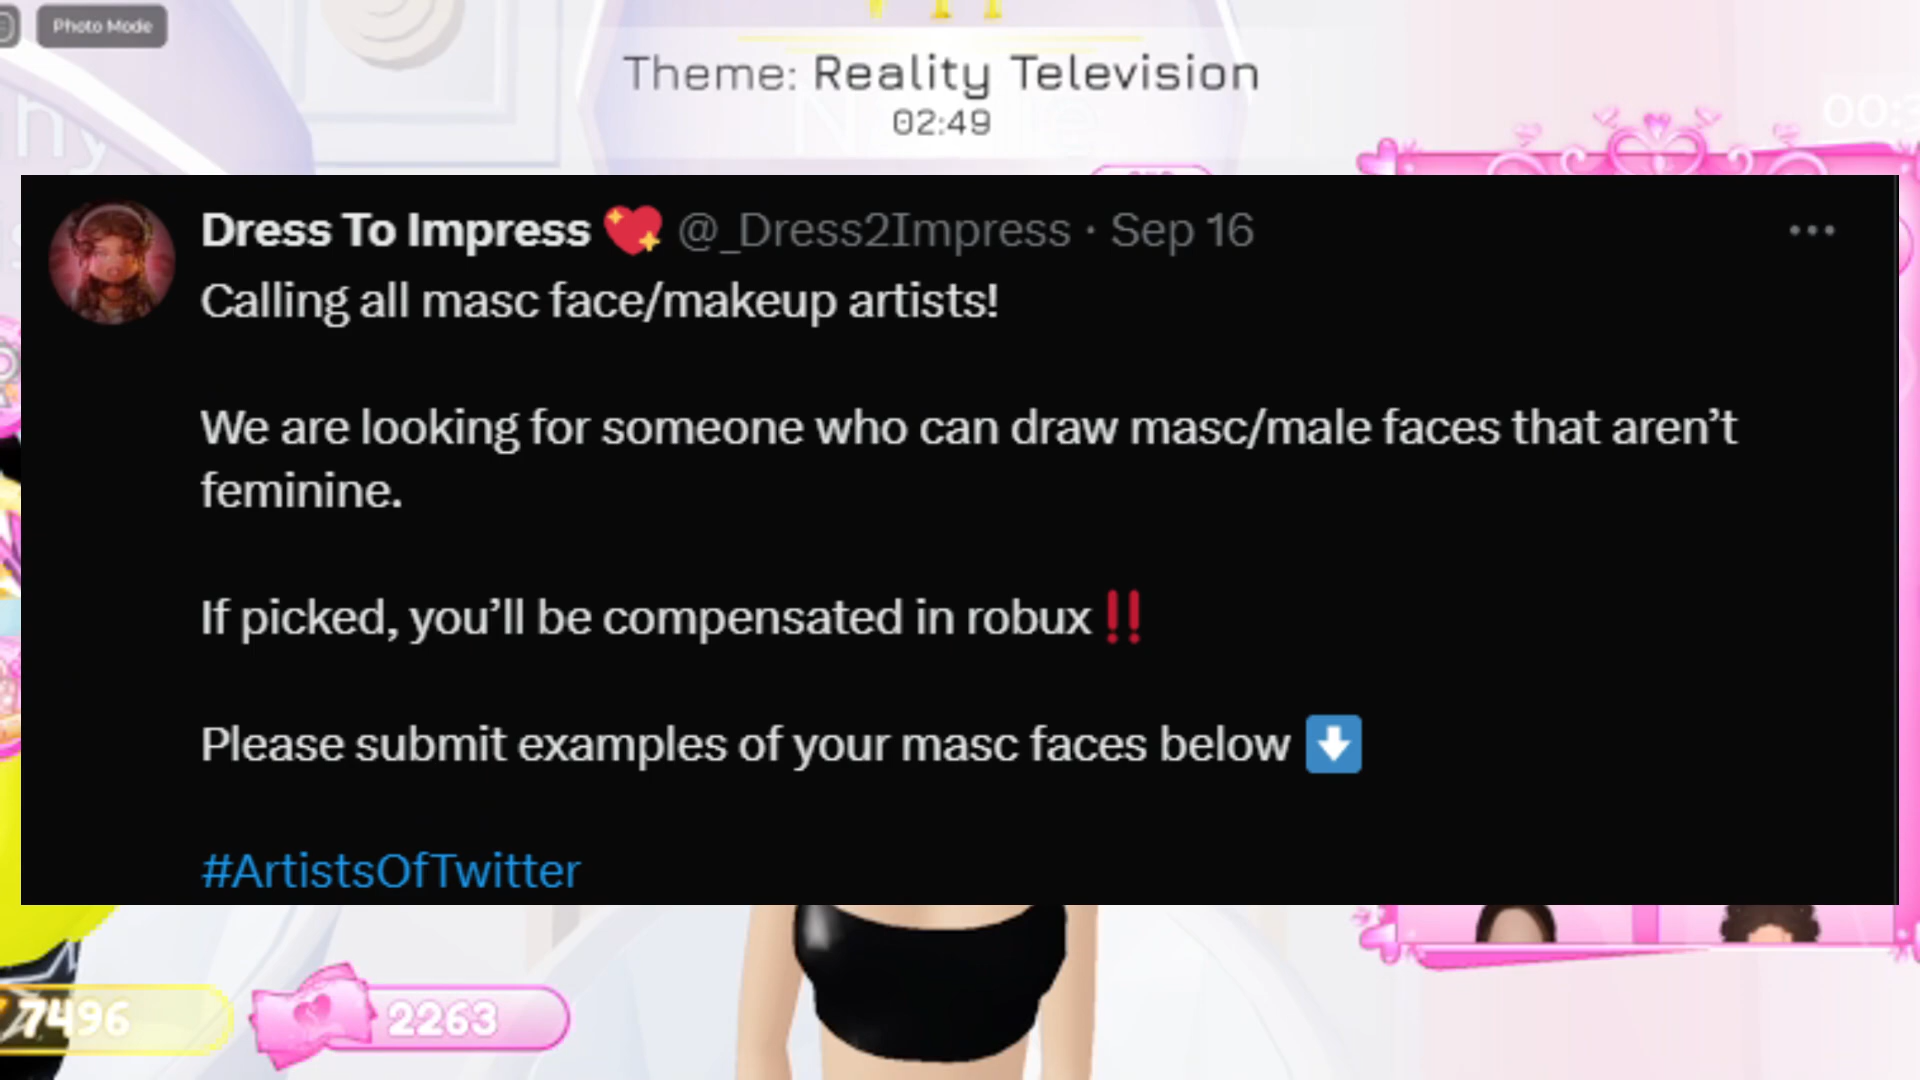 Photo Mode
Theme: Reality Television
02:49
Dress To Impress 💖 @_Dress2Impress · Sep 16
Calling all masc face/makeup artists!
We are looking for someone who can draw masc/male faces that aren’t
feminine.
If picked, you’ll be compensated in robux‼️
Please submit examples of your masc faces below ⬇️
#ArtistsOfTwitter
7496
2263